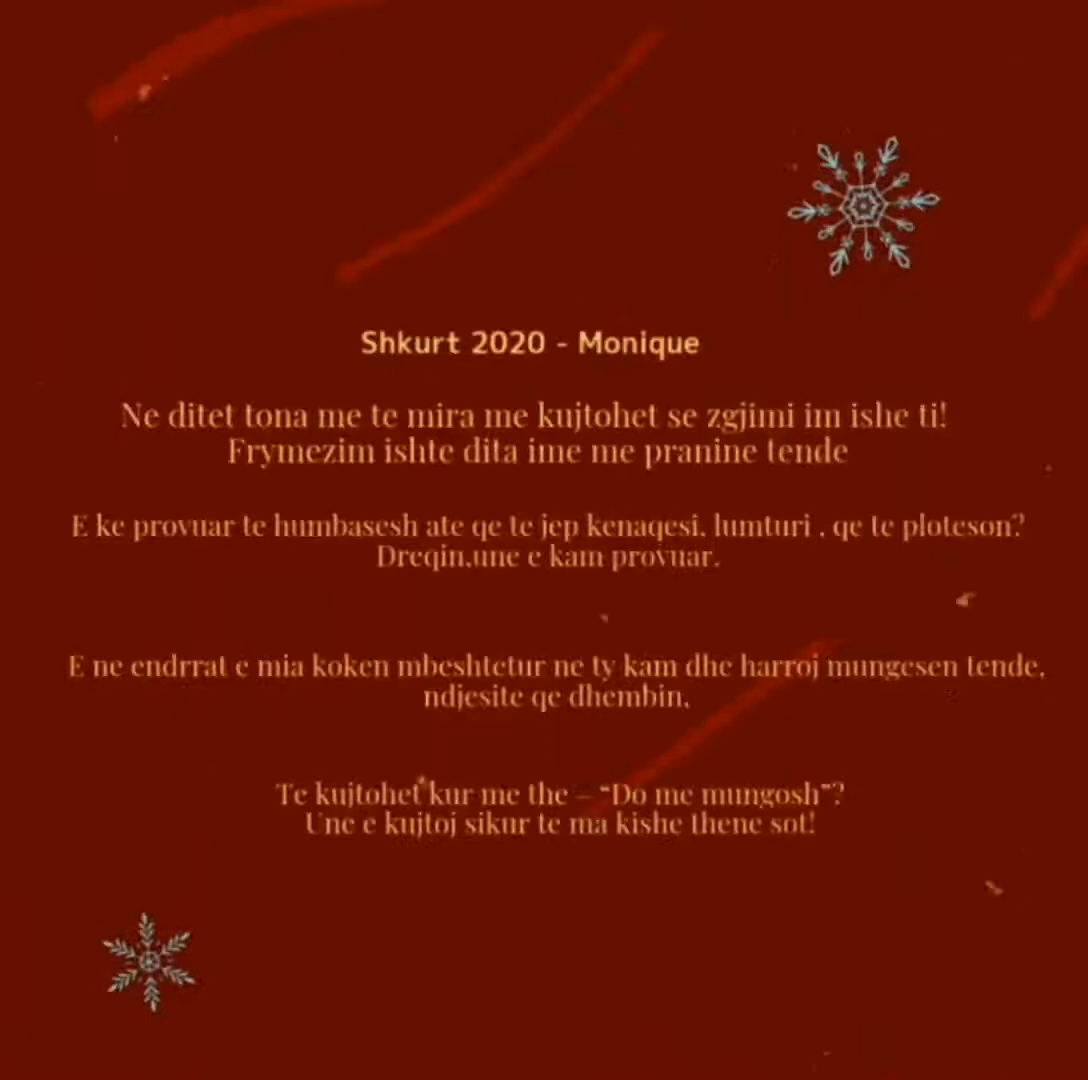 Shkurt 2020 - Monique
Ne ditet tona me te mira me kujtohet se zgjimi im ishe ti!
Frymezim ishte dita ime me pranine tende
E ke provuar te humbasesh ate qe te jep kenaqesi, lumturi , qe te ploteson?
Dreqin,une e kam provuar.
E ne endrrat e mia koken mbeshtetur ne ty kam dhe harroj mungesen tende,
ndjesite qe dhembin,
Te kujtohet kur me the – “Do me mungosh”?
Une e kujtoj sikur te ma kishe thene sot!